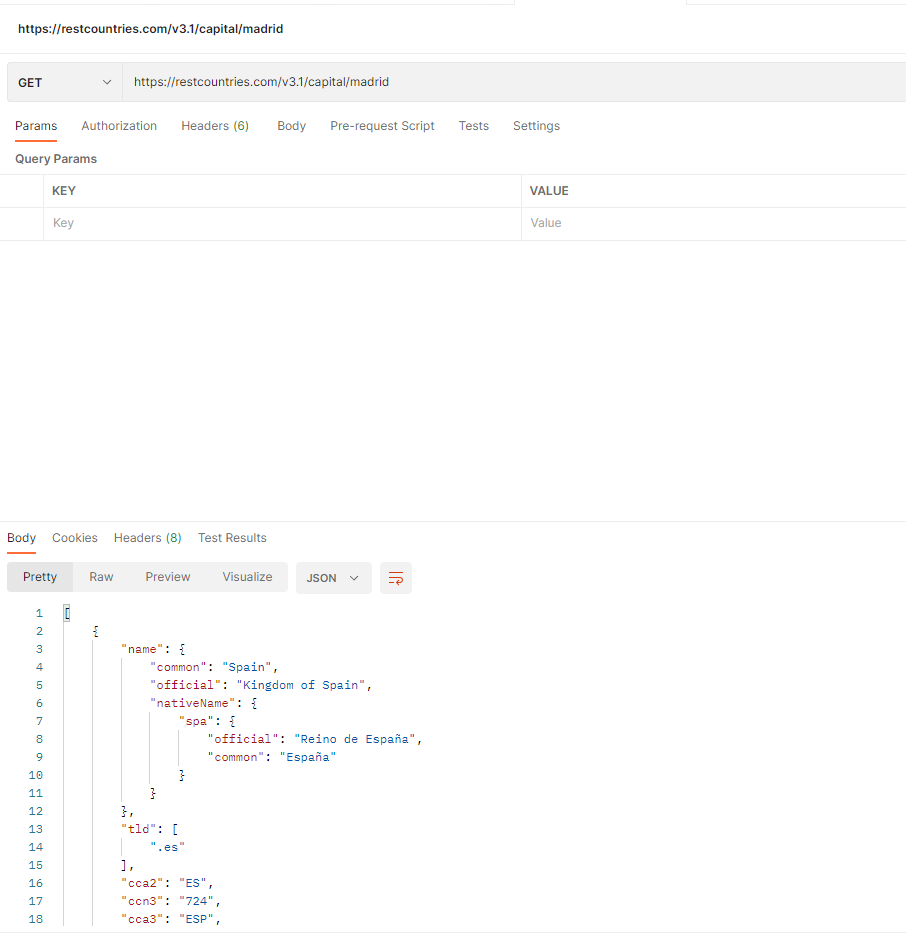 https://restcountries.com/v3.1/capital/madrid
GET https://restcountries.com/v3.1/capital/madrid
Params Authorization Headers (6) Body Pre-request Script Tests Settings
Query Params
KEY VALUE
Key Value
Body Cookies Headers (8) Test Results
Pretty Raw Preview Visualize JSON
1 [
2 {
3 "name": {
4 "common": "Spain",
5 "official": "Kingdom of Spain",
6 "nativeName": {
7 "spa": {
8 "official": "Reino de España",
9 "common": "España"
10 }
11 }
12 },
13 "tld": [
14 ".es"
15 ],
16 "cca2": "ES",
17 "ccn3": "724",
18 "cca3": "ESP",